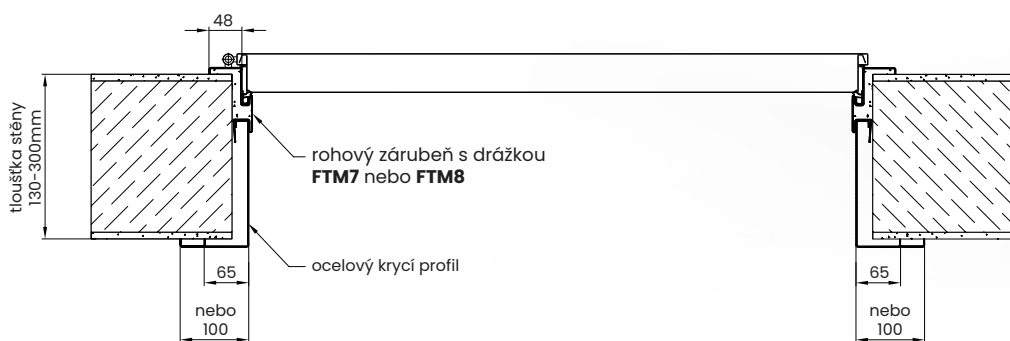 48
tloušťka stěny
130-300mm
rohový zárubeň s drážkou
FTM7 nebo FTM8
ocelový krycí profil
65
nebo
100
65
nebo
100